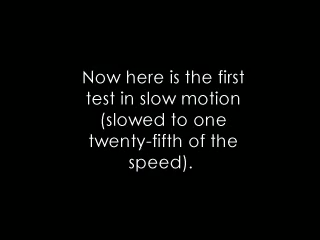 Now here is the first
test in slow motion
(slowed to one
twenty-fifth of the
speed).